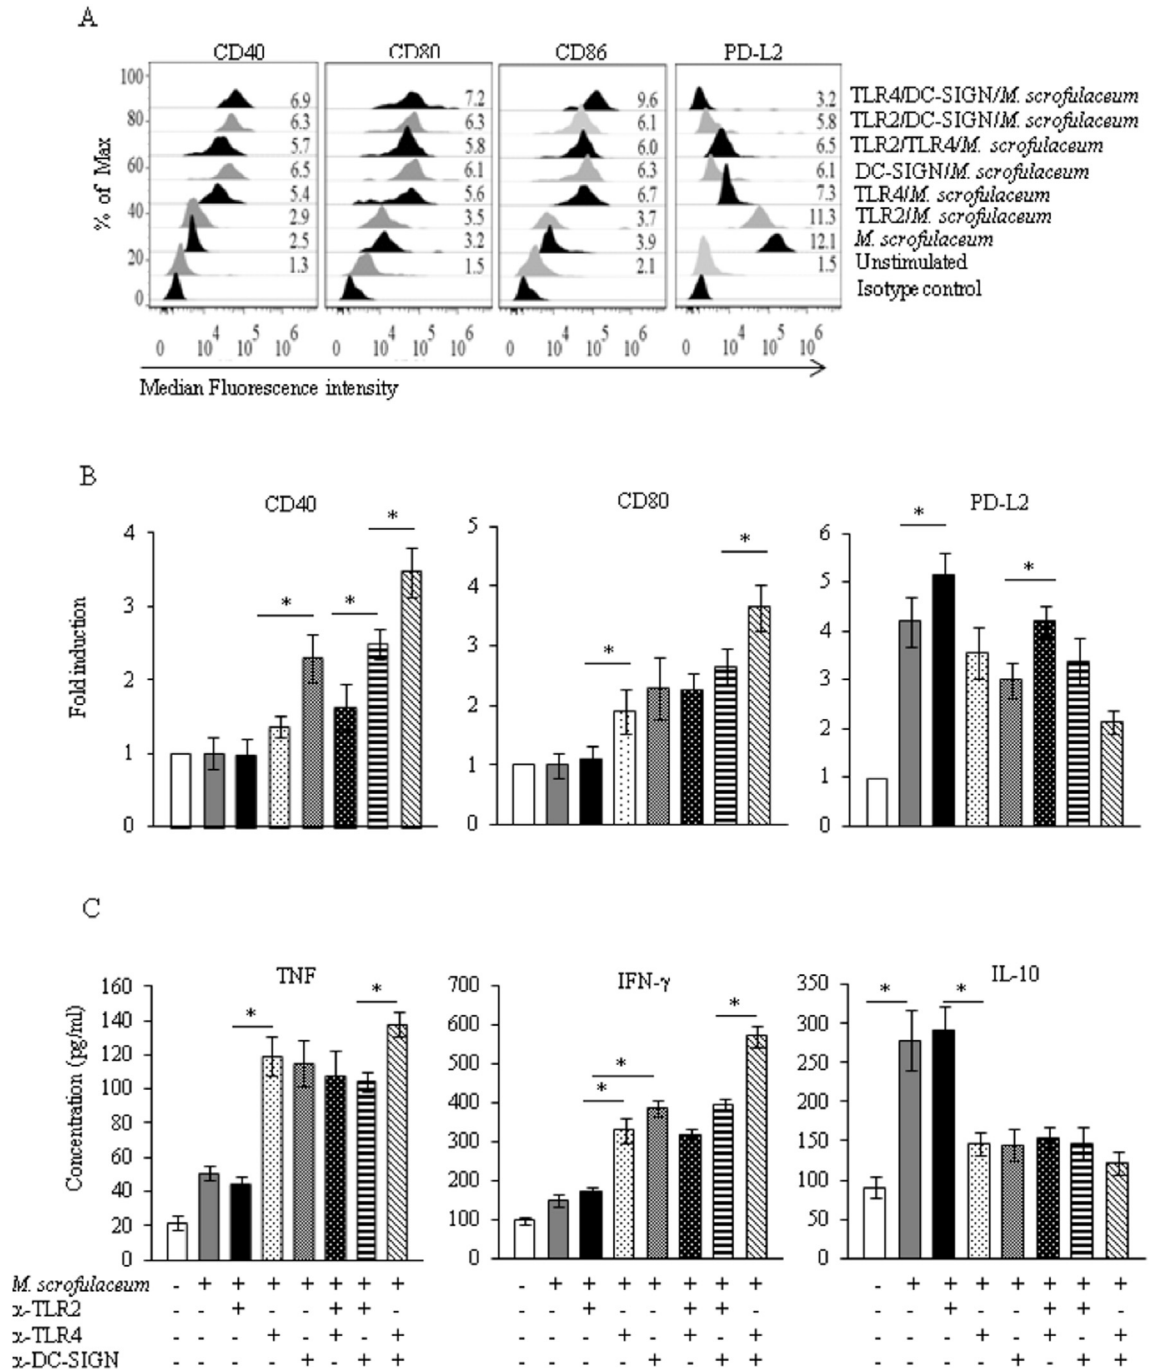 A
CD40 CD80 CD86 PD-L2
100 6.9 7.2 9.6 3.2 TLR4/DC-SIGN/M. scrofulaceum
80 6.3 6.3 6.1 5.8 TLR2/DC-SIGN/M. scrofulaceum
5.7 5.8 6.0 6.5 TLR2/TLR4/M. scrofulaceum
60 6.5 6.1 6.3 6.1 DC-SIGN/M. scrofulaceum
5.4 5.6 6.7 7.3 TLR4/M. scrofulaceum
40 2.9 3.5 3.7 11.3 TLR2/M. scrofulaceum
2.5 3.2 3.9 12.1 M. scrofulaceum
20 1.3 1.5 2.1 1.5 Unstimulated
0 Isotype control
% of Max
0 10^4 10^5 10^6 0 10^4 10^5 10^6 0 10^4 10^5 10^6 0 10^4 10^5 10^6
Median Fluorescence intensity
B
CD40 CD80 PD-L2
Fold induction
4
3
2
1
0
* * *
5
4
3
2
1
0
* *
6
5
4
3
2
1
0
* *
C
TNF IFN-γ IL-10
Concentration (pg/ml)
160
140
120
100
80
60
40
20
0
* *
700
600
500
400
300
200
100
0
* * *
350
300
250
200
150
100
50
0
* *
M. scrofulaceum - + + + + + + + - + + + + + + + - + + + + + + +
α-TLR2 - - + - - + + - - - + - - + + - - - + - - + + -
α-TLR4 - - - + - + - + - - - + - + - + - - - + - + - +
α-DC-SIGN - - - - + - + + - - - - + - + + - - - - + - + +